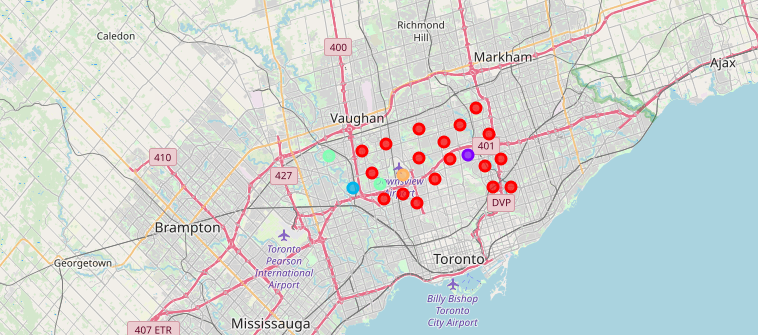 Caledon
Richmond
Hill
400
Markham
Ajax
Vaughan
401
410
427
Airport
DVP
Brampton
Toronto
Pearson
International
Airport
Georgetown
Toronto
Billy Bishop
Toronto
City Airport
Mississauga
407 ETR